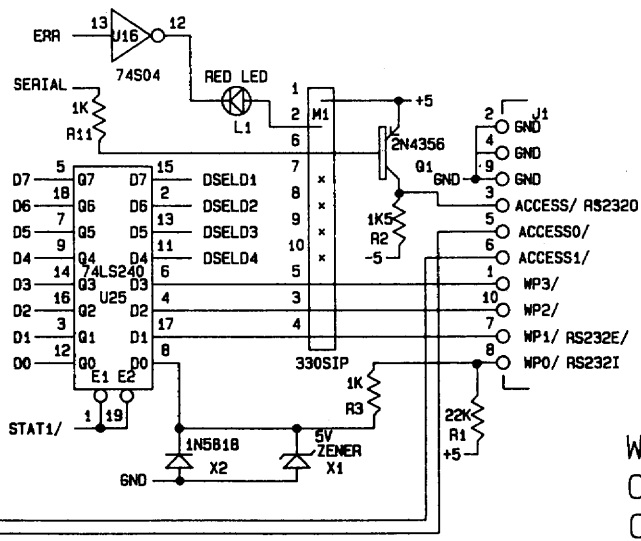 ERR 13 U16 12
74S04
SERIAL
1K
R11
RED LED
L1
1 +5
2 M1
6
7 ×
8 ×
9 ×
10 ×
5
3
4
330SIP
2N4356
Q1
1K5
R2
-5
J1
2 GND
4 GND
GND 9 GND
3 ACCESS/ RS232O
5 ACCESS0/
6 ACCESS1/
1 WP3/
10 WP2/
7 WP1/ RS232E/
8 WP0/ RS232I
D7 5 Q7 D7 15 DSELD1
D6 18 Q6 D6 2 DSELD2
D5 7 Q5 D5 13 DSELD3
D4 9 Q4 D4 11 DSELD4
74LS240
D3 14 Q3 D3 6
U25
D2 16 Q2 D2 4
D1 3 Q1 D1 17
D0 12 Q0 D0 8
E1 E2
STAT1/ 1 19
1N5818
X2
GND
5V
ZENER
X1
1K
R3
22K
R1
+5
W